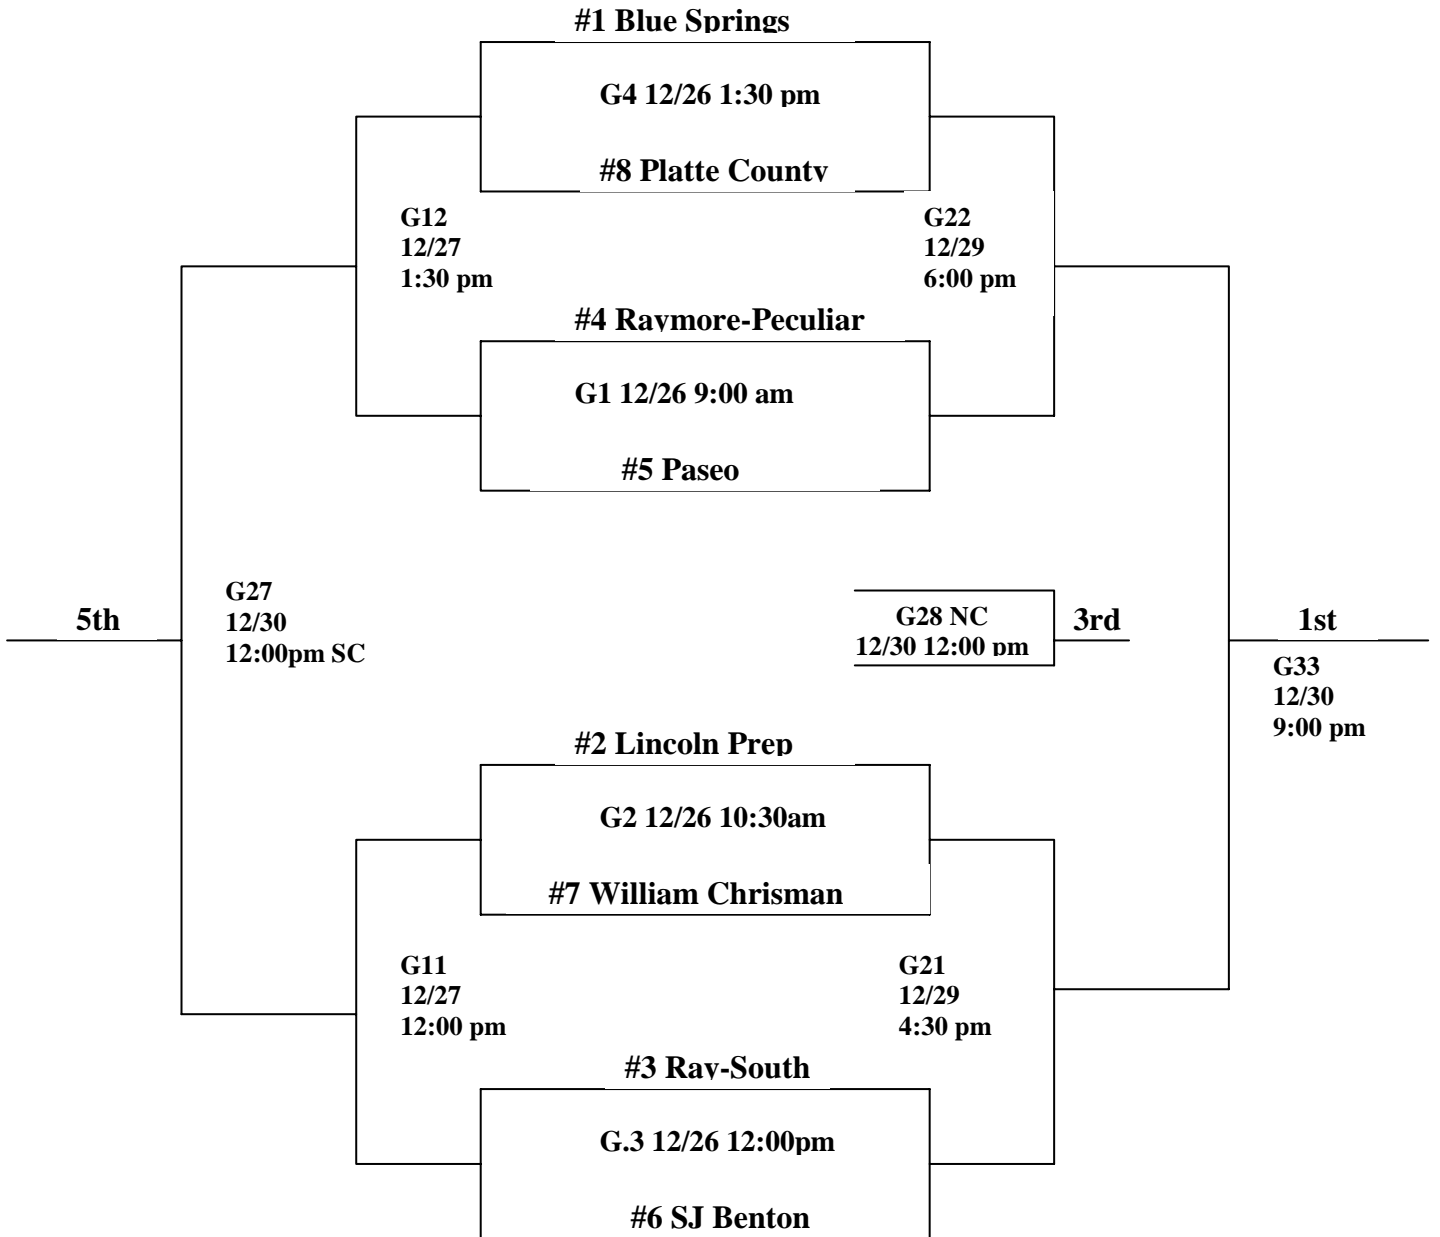 #1 Blue Springs
G4 12/26 1:30 pm
#8 Platte County
G12
12/27
1:30 pm
G22
12/29
6:00 pm
#4 Raymore-Peculiar
G1 12/26 9:00 am
#5 Paseo
5th
G27
12/30
12:00pm SC
G28 NC
12/30 12:00 pm
3rd
1st
G33
12/30
9:00 pm
#2 Lincoln Prep
G2 12/26 10:30am
#7 William Chrisman
G11
12/27
12:00 pm
G21
12/29
4:30 pm
#3 Ray-South
G.3 12/26 12:00pm
#6 SJ Benton